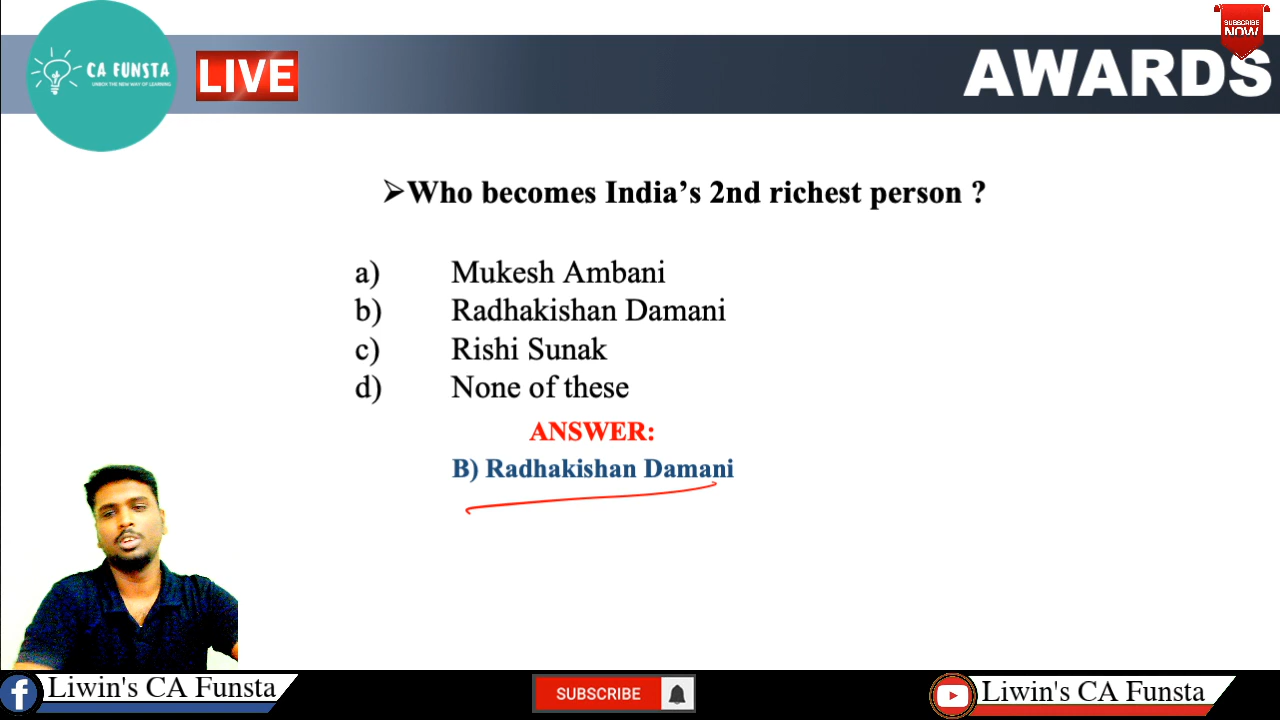 SUBSCRIBE
NOW
CA FUNSTA
LIVE
AWARDS
➢Who becomes India’s 2nd richest person ?
a) Mukesh Ambani
b) Radhakishan Damani
c) Rishi Sunak
d) None of these
ANSWER:
B) Radhakishan Damani
Liwin's CA Funsta
SUBSCRIBE
Liwin's CA Funsta